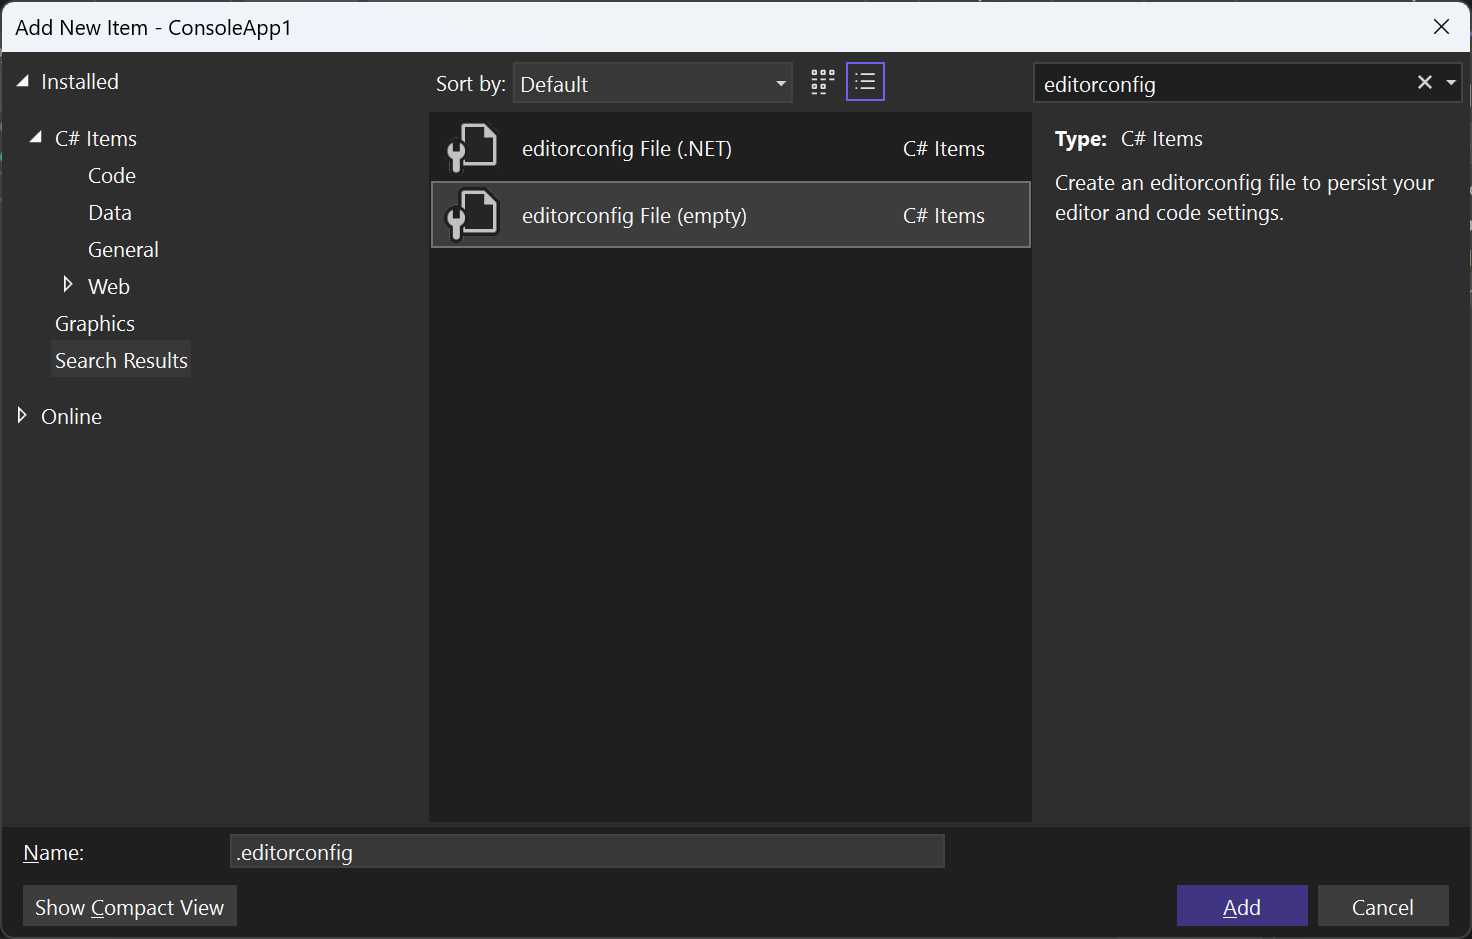 Add New Item - ConsoleApp1
Installed
C# Items
Code
Data
General
Web
Graphics
Search Results
Online
Sort by: Default
editorconfig File (.NET) C# Items
editorconfig File (empty) C# Items
editorconfig
Type: C# Items
Create an editorconfig file to persist your
editor and code settings.
Name: .editorconfig
Show Compact View
Add
Cancel